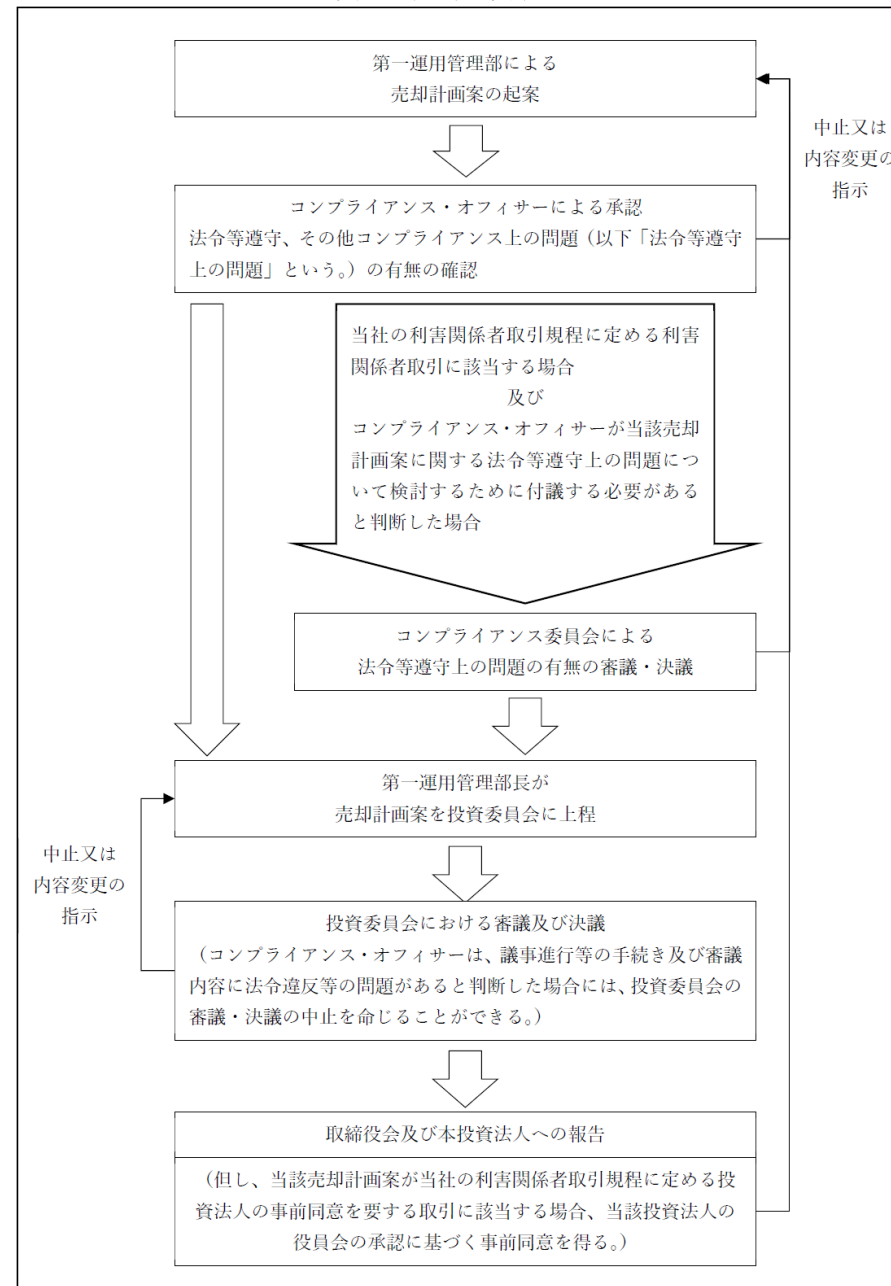 第一運用管理部による
売却計画案の起案
中止又は
内容変更の
指示
コンプライアンス・オフィサーによる承認
法令等遵守、その他コンプライアンス上の問題（以下「法令等遵守
上の問題」という。）の有無の確認
当社の利害関係者取引規程に定める利害
関係者取引に該当する場合
及び
コンプライアンス・オフィサーが当該売却
計画案に関する法令等遵守上の問題につ
いて検討するために付議する必要がある
と判断した場合
コンプライアンス委員会による
法令等遵守上の問題の有無の審議・決議
第一運用管理部長が
売却計画案を投資委員会に上程
中止又は
内容変更の
指示
投資委員会における審議及び決議
（コンプライアンス・オフィサーは、議事進行等の手続き及び審議
内容に法令違反等の問題があると判断した場合には、投資委員会の
審議・決議の中止を命じることができる。）
取締役会及び本投資法人への報告
（但し、当該売却計画案が当社の利害関係者取引規程に定める投
資法人の事前同意を要する取引に該当する場合、当該投資法人の
役員会の承認に基づく事前同意を得る。）